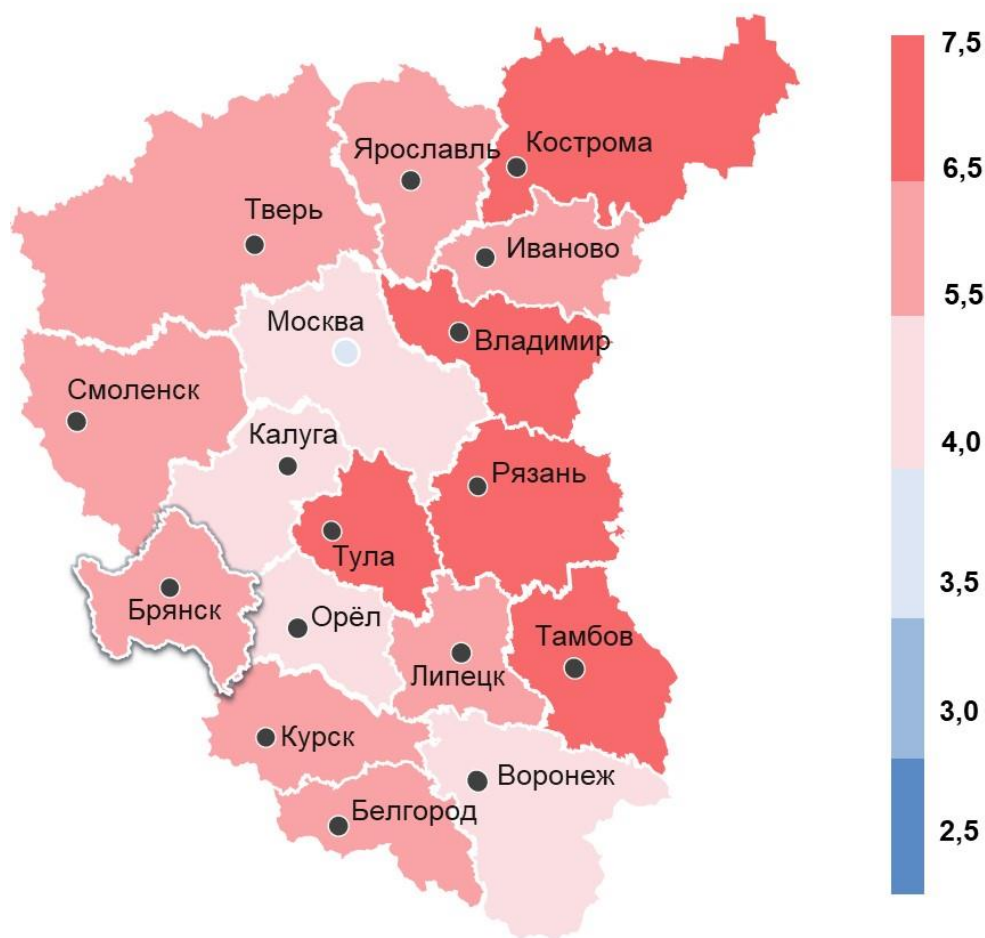 7,5
Ярославль
Кострома
6,5
Тверь
Иваново
5,5
Москва
Владимир
Смоленск
Калуга
4,0
Рязань
Тула
3,5
Брянск
Орёл
Тамбов
Липецк
3,0
Курск
Воронеж
Белгород
2,5